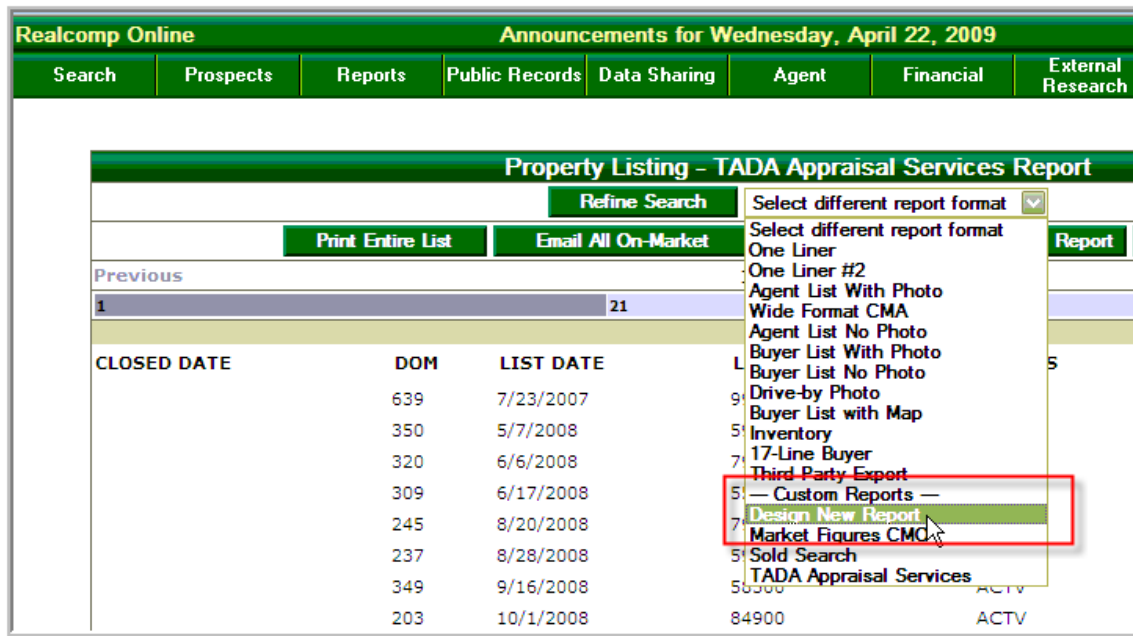 Realcomp Online Announcements for Wednesday, April 22, 2009
Search Prospects Reports Public Records Data Sharing Agent Financial External Research
Property Listing - TADA Appraisal Services Report
Refine Search Select different report format
Print Entire List Email All On-Market Report
Select different report format
One Liner
One Liner #2
Agent List With Photo
Wide Format CMA
Agent List No Photo
Buyer List With Photo
Buyer List No Photo
Drive-by Photo
Buyer List with Map
Inventory
17-Line Buyer
Third Party Export
— Custom Reports —
Design New Report
Market Figures CMO
Sold Search
TADA Appraisal Services
Previous
1 21
CLOSED DATE DOM LIST DATE
639 7/23/2007
350 5/7/2008
320 6/6/2008
309 6/17/2008
245 8/20/2008
237 8/28/2008
349 9/16/2008 ACTV
203 10/1/2008 84900 ACTV